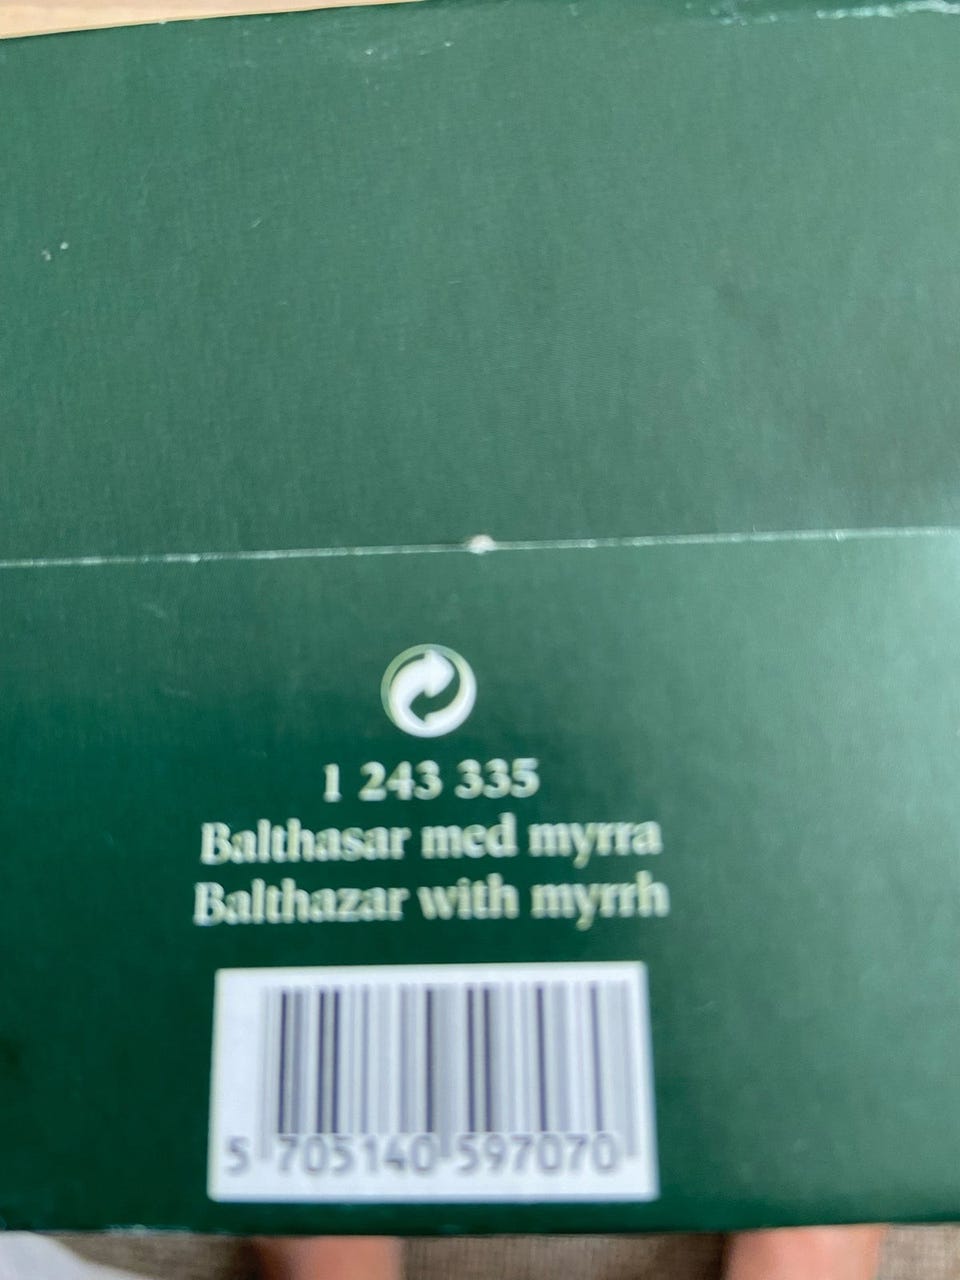 1 243 335
Balthasar med myrra
Balthazar with myrrh
5 705140 597070